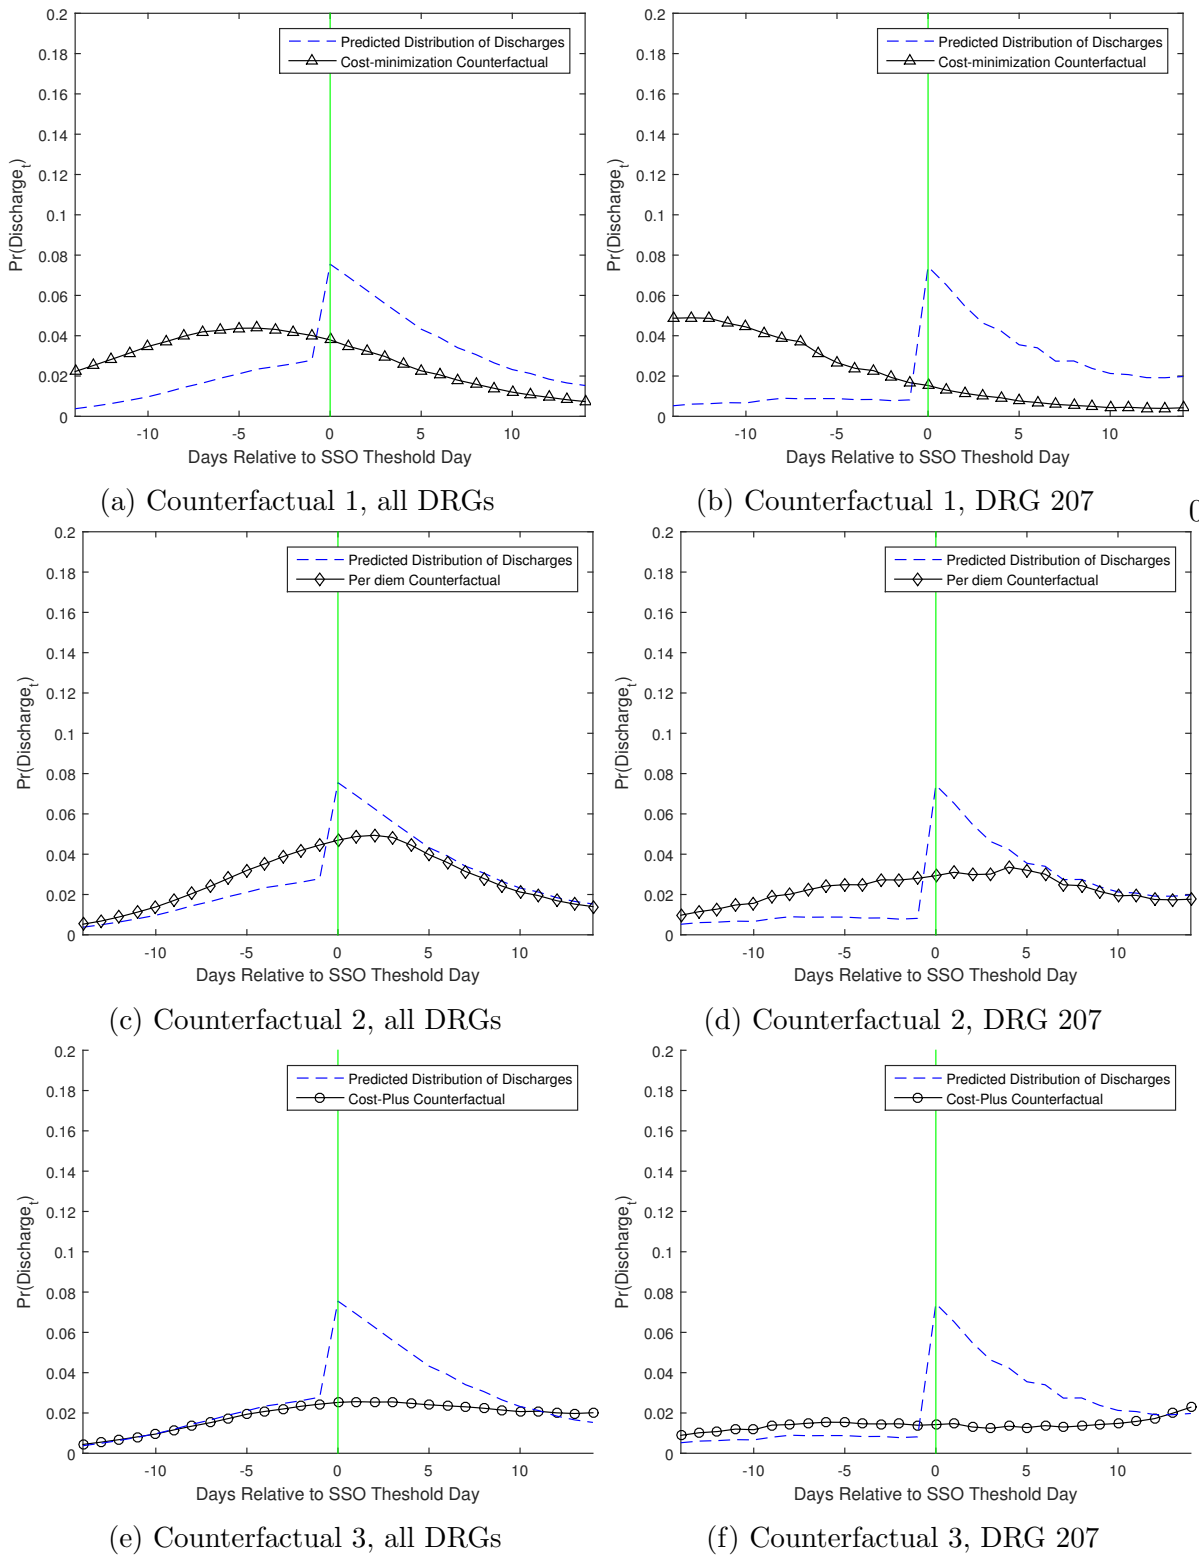 0.2
0.18
0.16
0.14
0.12
0.1
0.08
0.06
0.04
0.02
0
Pr(Discharge_t)
Predicted Distribution of Discharges
Cost-minimization Counterfactual
-10 -5 0 5 10
Days Relative to SSO Theshold Day
(a) Counterfactual 1, all DRGs
0.2
0.18
0.16
0.14
0.12
0.1
0.08
0.06
0.04
0.02
0
Pr(Discharge_t)
Predicted Distribution of Discharges
Cost-minimization Counterfactual
-10 -5 0 5 10
Days Relative to SSO Theshold Day
(b) Counterfactual 1, DRG 207
0
0.2
0.18
0.16
0.14
0.12
0.1
0.08
0.06
0.04
0.02
0
Pr(Discharge_t)
Predicted Distribution of Discharges
Per diem Counterfactual
-10 -5 0 5 10
Days Relative to SSO Theshold Day
(c) Counterfactual 2, all DRGs
0.2
0.18
0.16
0.14
0.12
0.1
0.08
0.06
0.04
0.02
0
Pr(Discharge_t)
Predicted Distribution of Discharges
Per diem Counterfactual
-10 -5 0 5 10
Days Relative to SSO Theshold Day
(d) Counterfactual 2, DRG 207
0.2
0.18
0.16
0.14
0.12
0.1
0.08
0.06
0.04
0.02
0
Pr(Discharge_t)
Predicted Distribution of Discharges
Cost-Plus Counterfactual
-10 -5 0 5 10
Days Relative to SSO Theshold Day
(e) Counterfactual 3, all DRGs
0.2
0.18
0.16
0.14
0.12
0.1
0.08
0.06
0.04
0.02
0
Pr(Discharge_t)
Predicted Distribution of Discharges
Cost-Plus Counterfactual
-10 -5 0 5 10
Days Relative to SSO Theshold Day
(f) Counterfactual 3, DRG 207